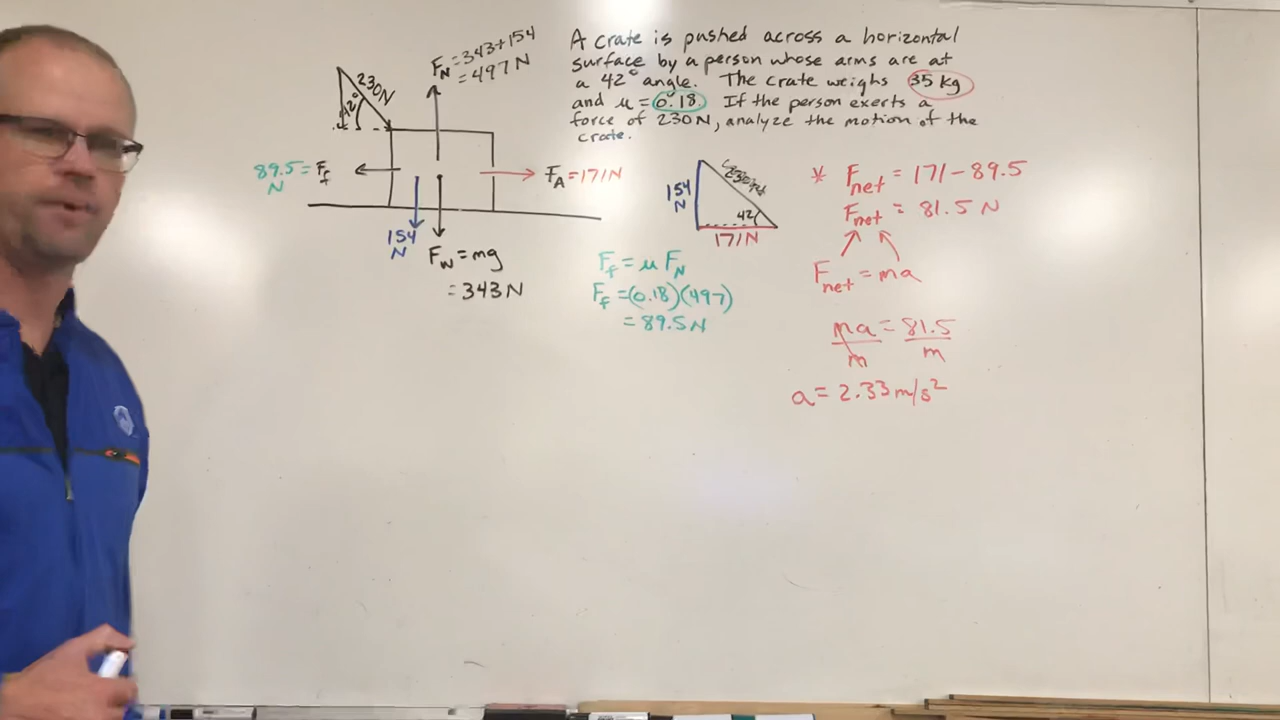 A crate is pushed across a horizontal
surface by a person whose arms are at
a 42° angle. The crate weighs 35 kg
and μ = 0.18. If the person exerts a
force of 230 N, analyze the motion of the
crate.
F_N = 343 + 154
= 497 N
230N
42°
89.5 = F_f
N
F_A = 171 N
154
N
F_W = mg
= 343 N
154
N
42°
171 N
F_f = μ F_N
F_f = (0.18)(497)
= 89.5 N
* F_net = 171 - 89.5
F_net = 81.5 N
F_net = ma
ma = 81.5
m m
a = 2.33 m/s²